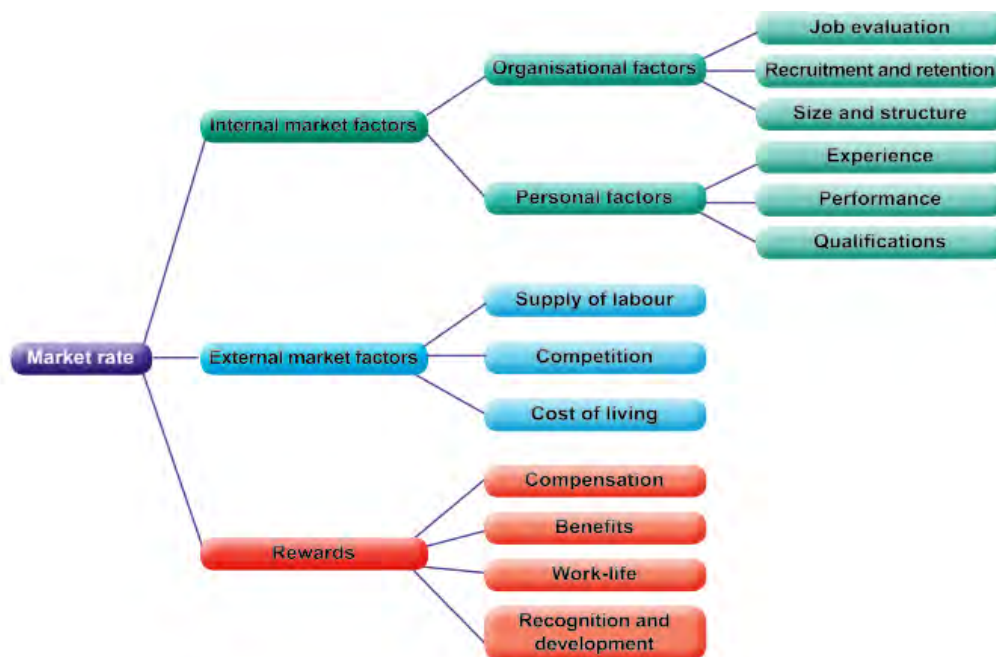 Market rate
Internal market factors
Organisational factors
Job evaluation
Recruitment and retention
Size and structure
Personal factors
Experience
Performance
Qualifications
External market factors
Supply of labour
Competition
Cost of living
Rewards
Compensation
Benefits
Work-life
Recognition and
development